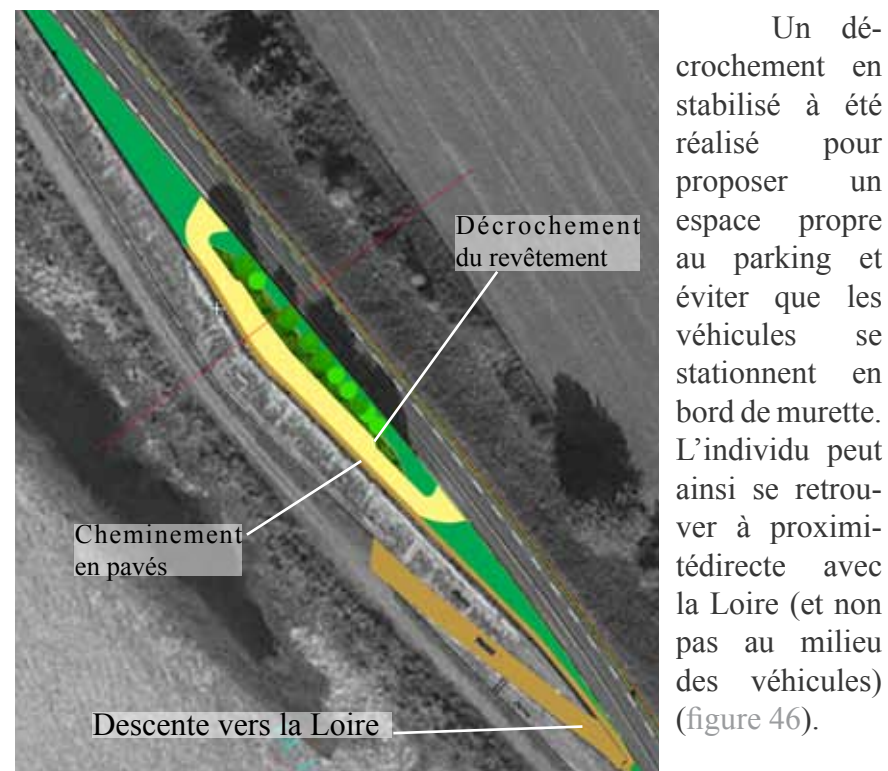 Un dé-
crochement en
stabilisé à été
réalisé pour
proposer un
espace propre
au parking et
éviter que les
véhicules se
stationnent en
bord de murette.
L'individu peut
ainsi se retrou-
ver à proximi-
tédirecte avec
la Loire (et non
pas au milieu
des véhicules)
(figure 46).
Décrochement
du revêtement
Cheminement
en pavés
Descente vers la Loire